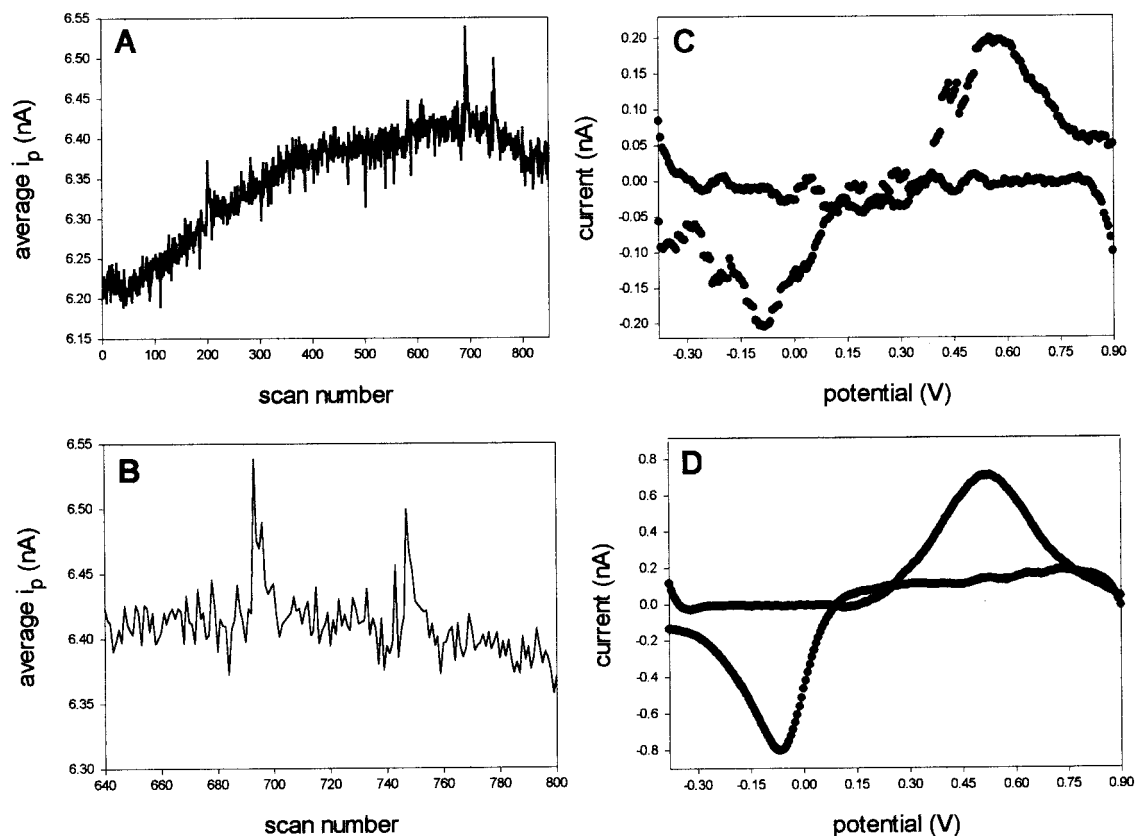 A
average i_p (nA)
6.55
6.50
6.45
6.40
6.35
6.30
6.25
6.20
6.15
0 100 200 300 400 500 600 700 800
scan number
C
current (nA)
0.20
0.15
0.10
0.05
0.00
-0.05
-0.10
-0.15
-0.20
-0.30 -0.15 0.00 0.15 0.30 0.45 0.60 0.75 0.90
potential (V)
B
average i_p (nA)
6.55
6.50
6.45
6.40
6.35
6.30
640 660 680 700 720 740 760 780 800
scan number
D
current (nA)
0.8
0.6
0.4
0.2
0.0
-0.2
-0.4
-0.6
-0.8
-0.30 -0.15 0.00 0.15 0.30 0.45 0.60 0.75 0.90
potential (V)